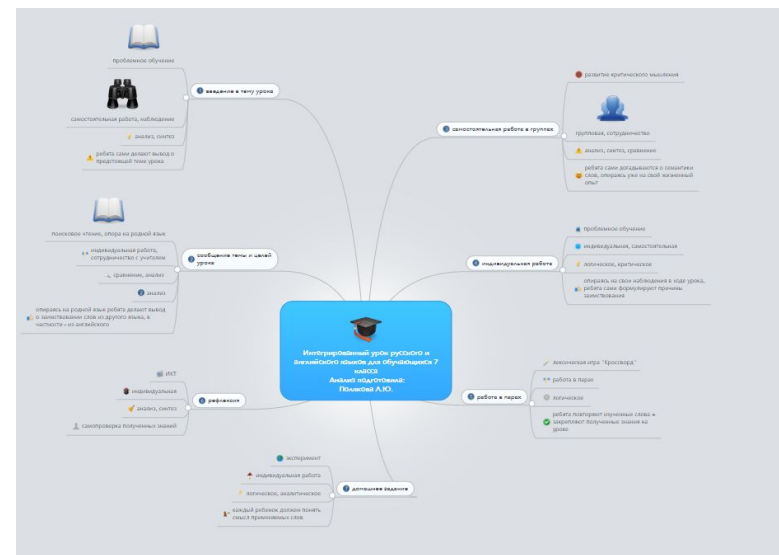 Интегрированный урок русского и
английского языков для обучающихся 7
класса
Анализ подготовила:
Полякова Л.Ю.
введение в тему урока
проблемное обучение
самостоятельная работа, наблюдение
анализ, синтез
ребята сами делают вывод о
предстоящей теме урока
сообщение темы и целей
урока
поисковое чтение, опора на родной язык
индивидуальная работа,
сотрудничество с учителем
сравнение, анализ
анализ
опираясь на родной язык ребята делают вывод
о заимствовании слов из другого языка, в
частности - из английского
самостоятельная работа в группах
развитие критического мышления
групповая, сотрудничество
анализ, синтез, сравнение
ребята сами догадываются о семантики
слов, опираясь уже на свой жизненный
опыт
индивидуальная работа
проблемное обучение
индивидуальная, самостоятельная
логическое, критическое
опираясь на свои наблюдения в ходе урока,
ребята сами формулируют причины
заимствования
работа в парах
лексическая игра "Кроссворд"
работа в парах
логическое
ребята повторяют изученные слова и
закрепляют полученные знания на
уроке
рефлексия
ИКТ
индивидуальная
анализ, синтез
самопроверка полученных знаний
домашнее задание
эксперимент
индивидуальная работа
логическое, аналитическое
каждый ребенок должен понять
смысл применяемых слов